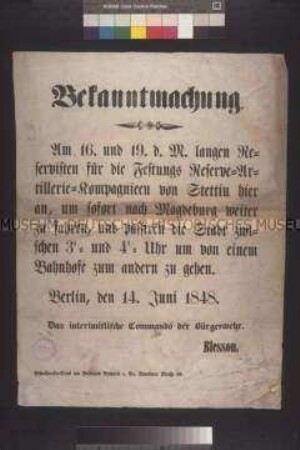 Bekanntmachung.
Am 16. und 19. d. M. langen Re-
servisten für die Festungs Reserve-Ar-
tillerie-Kompagnieen von Stettin hier
an, um sofort nach Magdeburg weiter
zu fahren, und passiren die Stadt zwi-
schen 3½ und 4½ Uhr um von einem
Bahnhofe zum andern zu gehen.
Berlin, den 14. Juni 1848.
Das interimistische Commando der Bürgerwehr.
Blesson.